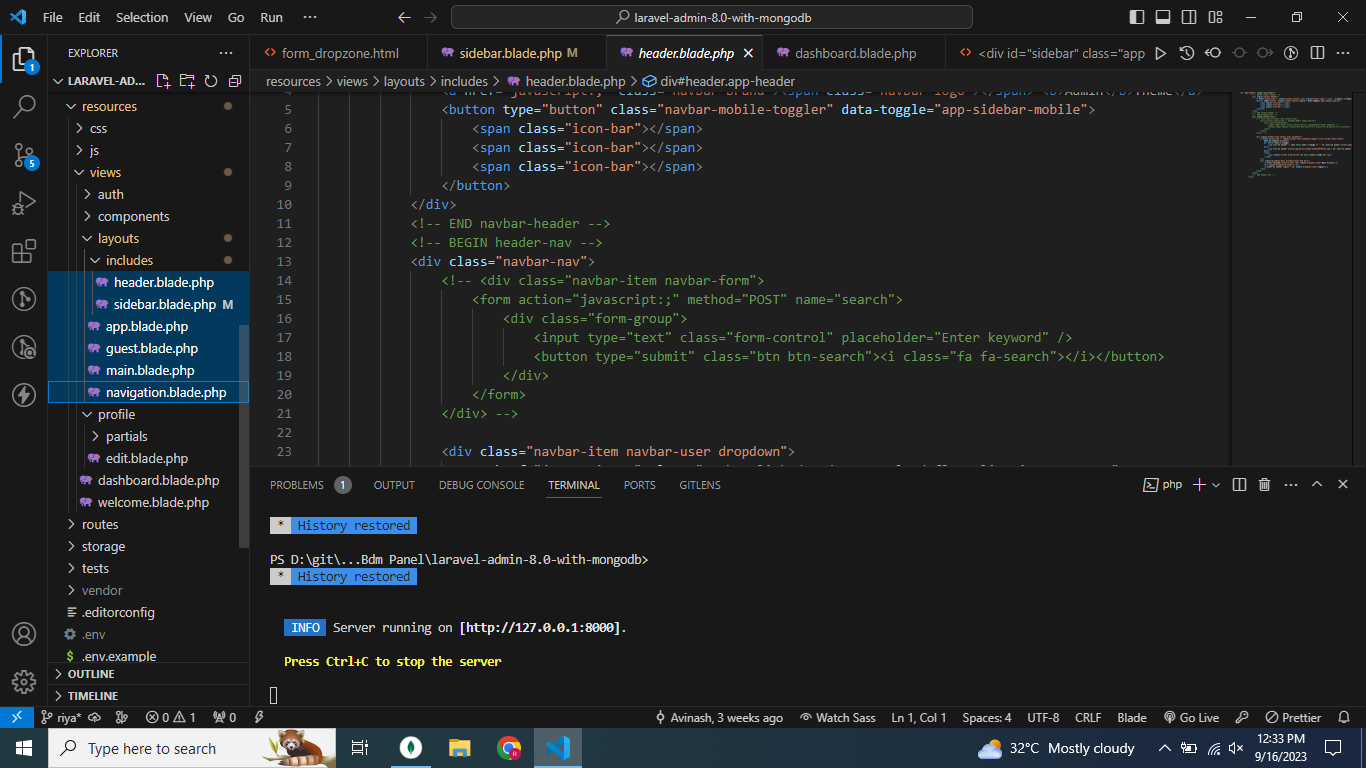 File Edit Selection View Go Run ··· laravel-admin-8.0-with-mongodb
EXPLORER ···
form_dropzone.html
sidebar.blade.php M
header.blade.php
dashboard.blade.php
<div id="sidebar" class="app
LARAVEL-AD...
resources > views > layouts > includes > header.blade.php > div#header.app-header
1
5
resources
css
js
views
auth
components
layouts
includes
header.blade.php
sidebar.blade.php M
app.blade.php
guest.blade.php
main.blade.php
navigation.blade.php
profile
partials
edit.blade.php
dashboard.blade.php
welcome.blade.php
routes
storage
tests
vendor
.editorconfig
.env
.env.example
OUTLINE
TIMELINE
5 <button type="button" class="navbar-mobile-toggler" data-toggle="app-sidebar-mobile">
6 <span class="icon-bar"></span>
7 <span class="icon-bar"></span>
8 <span class="icon-bar"></span>
9 </button>
10 </div>
11 <!-- END navbar-header -->
12 <!-- BEGIN header-nav -->
13 <div class="navbar-nav">
14 <!-- <div class="navbar-item navbar-form">
15 <form action="javascript:;" method="POST" name="search">
16 <div class="form-group">
17 <input type="text" class="form-control" placeholder="Enter keyword" />
18 <button type="submit" class="btn btn-search"><i class="fa fa-search"></i></button>
19 </div>
20 </form>
21 </div> -->
22
23 <div class="navbar-item navbar-user dropdown">
PROBLEMS 1 OUTPUT DEBUG CONSOLE TERMINAL PORTS GITLENS php
* History restored
PS D:\git\...Bdm Panel\laravel-admin-8.0-with-mongodb>
* History restored
INFO Server running on [http://127.0.0.1:8000].
Press Ctrl+C to stop the server
riya* 0 1 0 Avinash, 3 weeks ago Watch Sass Ln 1, Col 1 Spaces: 4 UTF-8 CRLF Blade Go Live Prettier
Type here to search
32°C Mostly cloudy
12:33 PM
9/16/2023